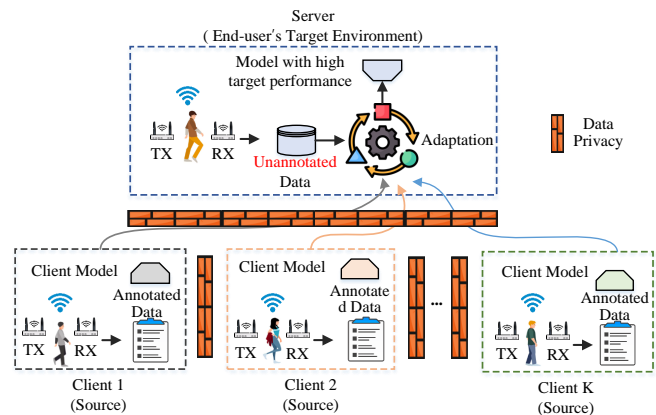 Server
( End-user's Target Environment)
Model with high
target performance
TX
RX
Unannotated
Data
Adaptation
Data
Privacy
Client Model
Annotated
Data
TX
RX
Client 1
(Source)
Client Model
Annotate
d Data
TX
RX
Client 2
(Source)
...
Client Model
Annotated
Data
TX
RX
Client K
(Source)